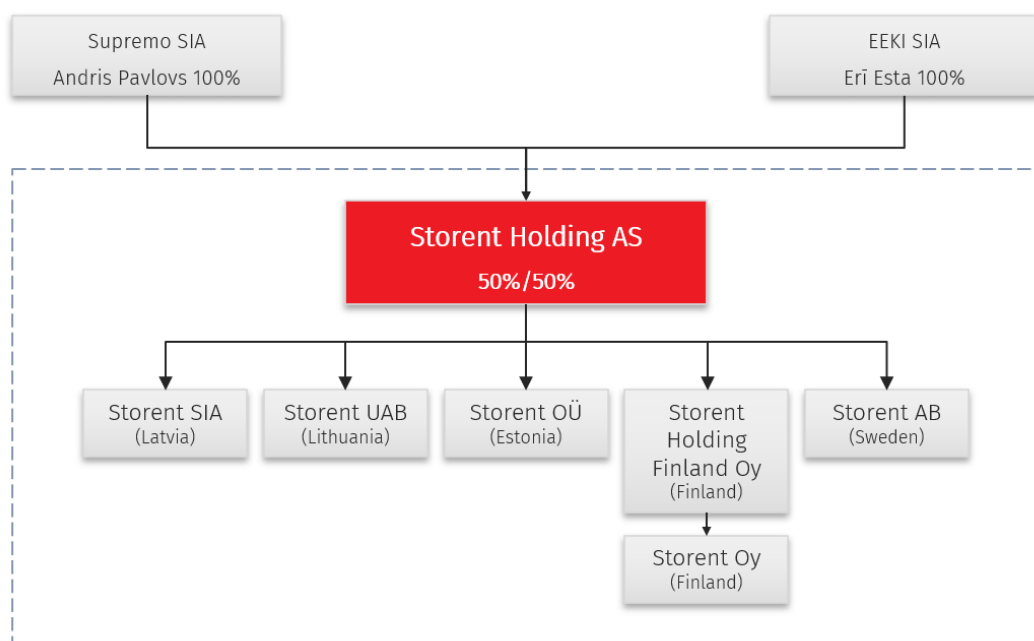 Supremo SIA
Andris Pavlovs 100%
EEKI SIA
Erī Esta 100%
Storent Holding AS
50%/50%
Storent SIA
(Latvia)
Storent UAB
(Lithuania)
Storent OÜ
(Estonia)
Storent
Holding
Finland Oy
(Finland)
Storent AB
(Sweden)
Storent Oy
(Finland)